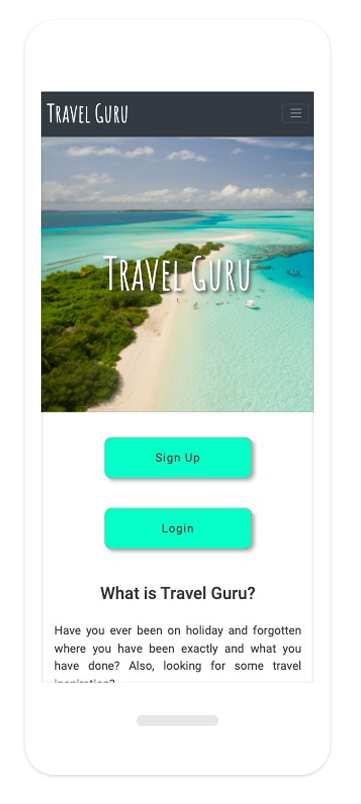 Travel Guru
Travel Guru
Sign Up
Login
What is Travel Guru?
Have you ever been on holiday and forgotten
where you have been exactly and what you
have done? Also, looking for some travel
inspiration?